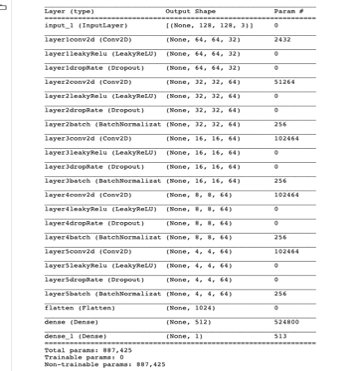 Layer (type) Output Shape Param #
input_1 (InputLayer) [(None, 128, 128, 3)] 0
layer1conv2d (Conv2D) (None, 64, 64, 32) 2432
layer1leakyRelu (LeakyReLU) (None, 64, 64, 32) 0
layer1dropRate (Dropout) (None, 64, 64, 32) 0
layer2conv2d (Conv2D) (None, 32, 32, 64) 51264
layer2leakyRelu (LeakyReLU) (None, 32, 32, 64) 0
layer2dropRate (Dropout) (None, 32, 32, 64) 0
layer2batch (BatchNormalizat (None, 32, 32, 64) 256
layer3conv2d (Conv2D) (None, 16, 16, 64) 102464
layer3leakyRelu (LeakyReLU) (None, 16, 16, 64) 0
layer3dropRate (Dropout) (None, 16, 16, 64) 0
layer3batch (BatchNormalizat (None, 16, 16, 64) 256
layer4conv2d (Conv2D) (None, 8, 8, 64) 102464
layer4leakyRelu (LeakyReLU) (None, 8, 8, 64) 0
layer4dropRate (Dropout) (None, 8, 8, 64) 0
layer4batch (BatchNormalizat (None, 8, 8, 64) 256
layer5conv2d (Conv2D) (None, 4, 4, 64) 102464
layer5leakyRelu (LeakyReLU) (None, 4, 4, 64) 0
layer5dropRate (Dropout) (None, 4, 4, 64) 0
layer5batch (BatchNormalizat (None, 4, 4, 64) 256
flatten (Flatten) (None, 1024) 0
dense (Dense) (None, 512) 524800
dense_1 (Dense) (None, 1) 513
Total params: 887,425
Trainable params: 0
Non-trainable params: 887,425